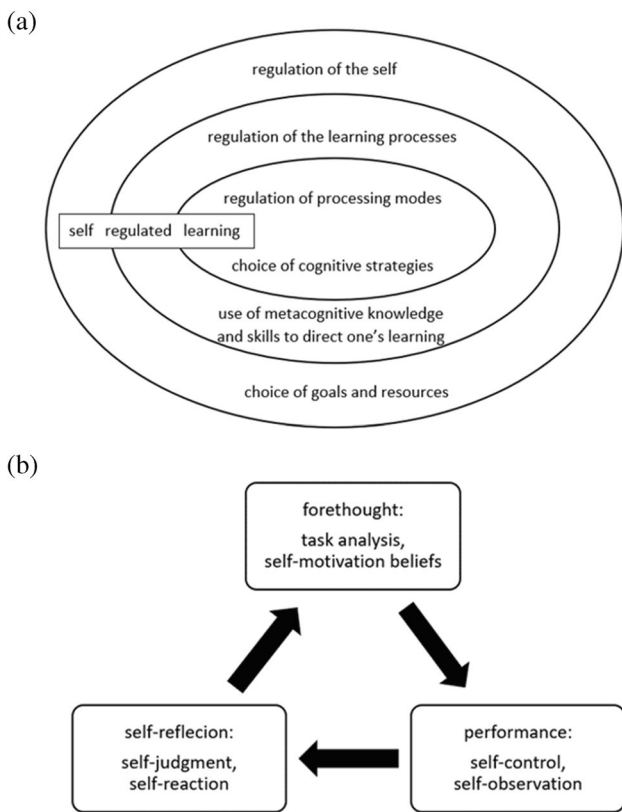 (a)
regulation of the self
regulation of the learning processes
regulation of processing modes
self regulated learning
choice of cognitive strategies
use of metacognitive knowledge
and skills to direct one's learning
choice of goals and resources
(b)
forethought:
task analysis,
self-motivation beliefs
self-reflecion:
self-judgment,
self-reaction
performance:
self-control,
self-observation